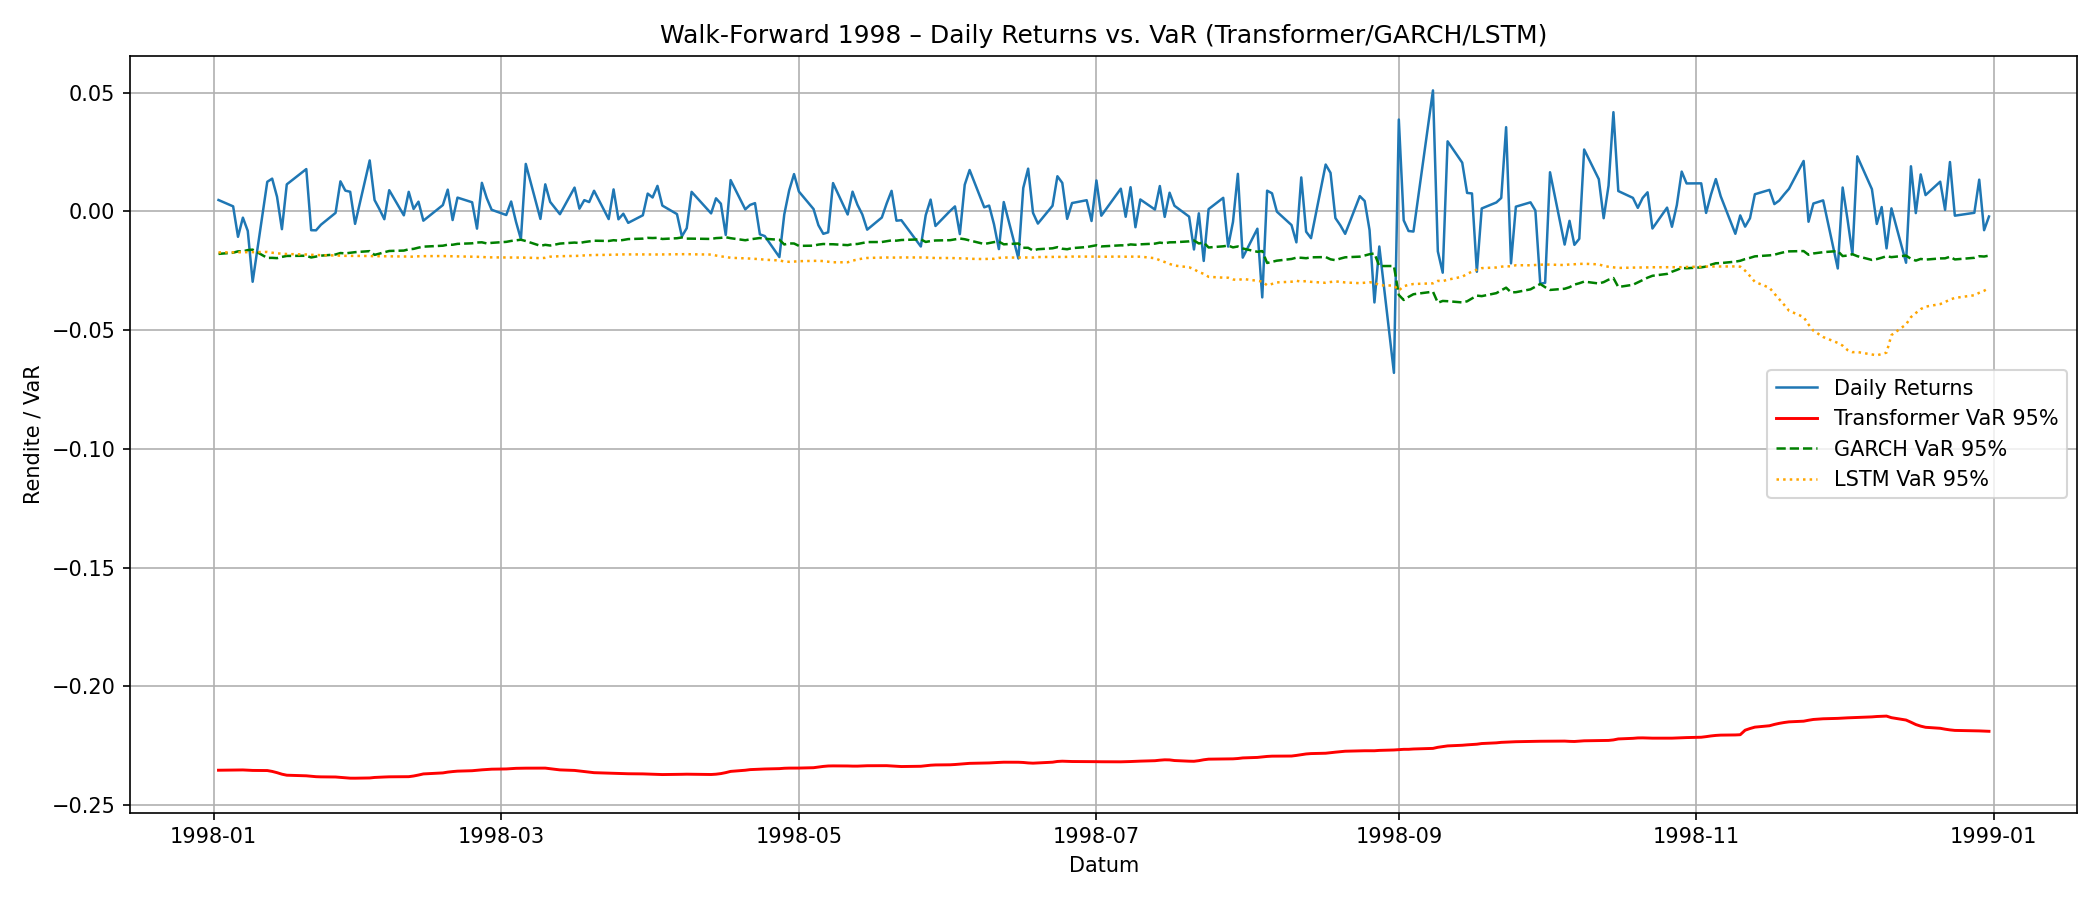 Walk-Forward 1998 – Daily Returns vs. VaR (Transformer/GARCH/LSTM)
Rendite / VaR
0.05
0.00
−0.05
−0.10
−0.15
−0.20
−0.25
Daily Returns
Transformer VaR 95%
GARCH VaR 95%
LSTM VaR 95%
1998-01
1998-03
1998-05
1998-07
1998-09
1998-11
1999-01
Datum